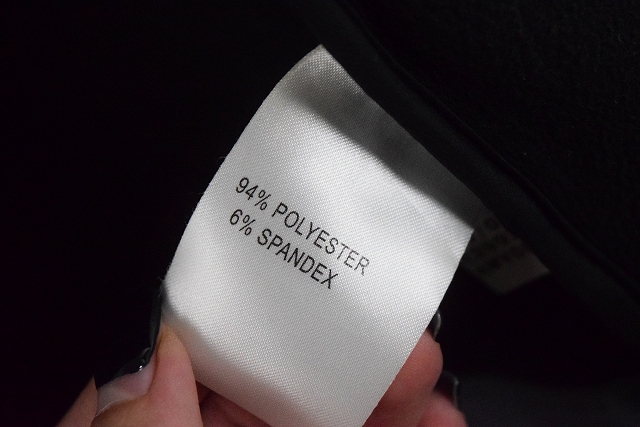 94% POLYESTER
6% SPANDEX